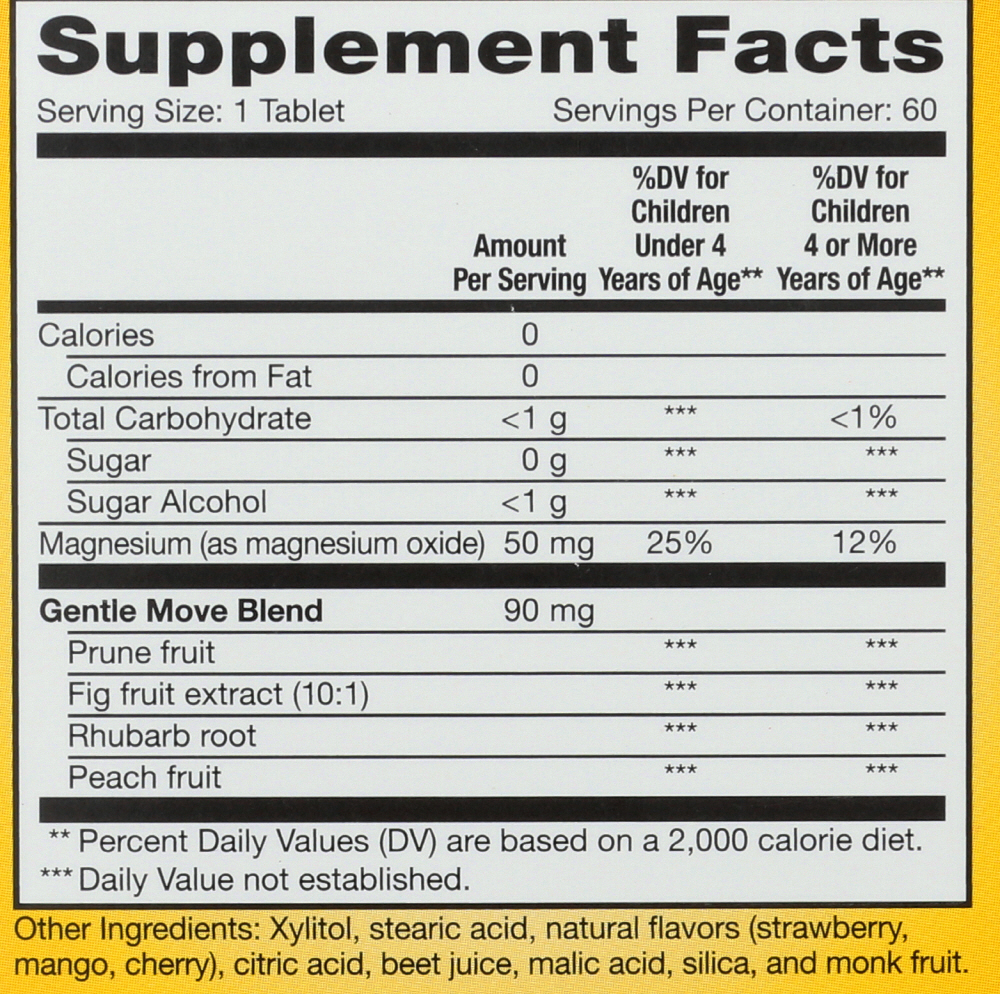 Supplement Facts
Serving Size: 1 Tablet Servings Per Container: 60
Amount Per Serving %DV for Children Under 4 Years of Age** %DV for Children 4 or More Years of Age**
Calories 0
Calories from Fat 0
Total Carbohydrate <1 g *** <1%
Sugar 0 g *** ***
Sugar Alcohol <1 g *** ***
Magnesium (as magnesium oxide) 50 mg 25% 12%
Gentle Move Blend 90 mg
Prune fruit *** ***
Fig fruit extract (10:1) *** ***
Rhubarb root *** ***
Peach fruit *** ***
** Percent Daily Values (DV) are based on a 2,000 calorie diet.
*** Daily Value not established.
Other Ingredients: Xylitol, stearic acid, natural flavors (strawberry,
mango, cherry), citric acid, beet juice, malic acid, silica, and monk fruit.